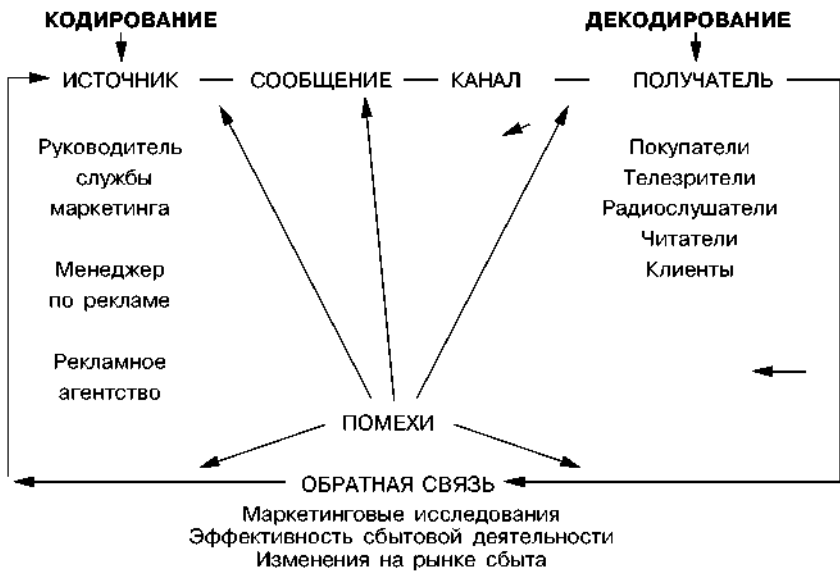 КОДИРОВАНИЕ
ДЕКОДИРОВАНИЕ
ИСТОЧНИК
СООБЩЕНИЕ
КАНАЛ
ПОЛУЧАТЕЛЬ
Руководитель
службы
маркетинга
Менеджер
по рекламе
Рекламное
агентство
Покупатели
Телезрители
Радиослушатели
Читатели
Клиенты
ПОМЕХИ
ОБРАТНАЯ СВЯЗЬ
Маркетинговые исследования
Эффективность сбытовой деятельности
Изменения на рынке сбыта